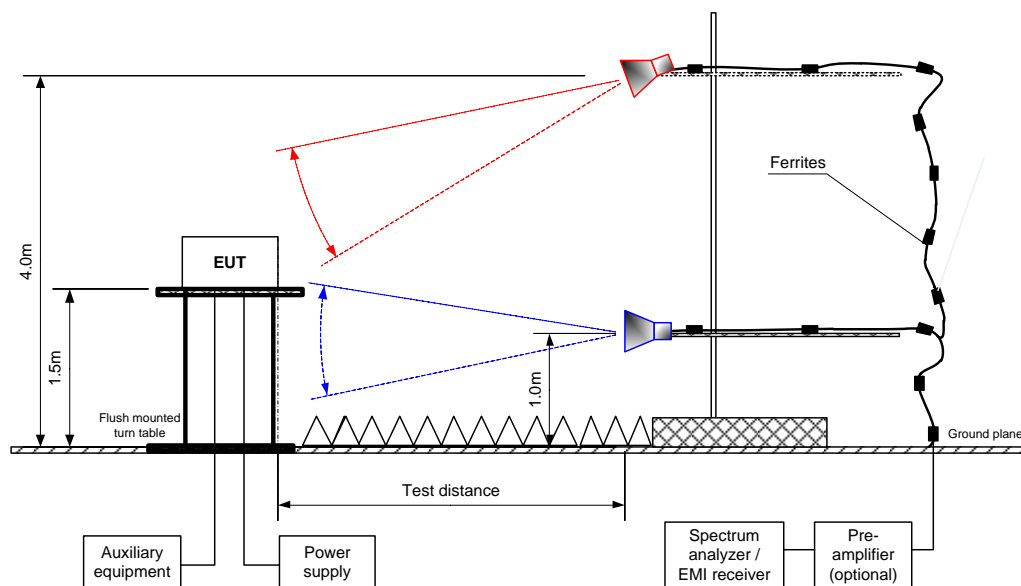 4.0m
Ferrites
EUT
1.5m
1.0m
Flush mounted
turn table
Ground plane
Test distance
Auxiliary
equipment
Power
supply
Spectrum
analyzer /
EMI receiver
Pre-
amplifier
(optional)